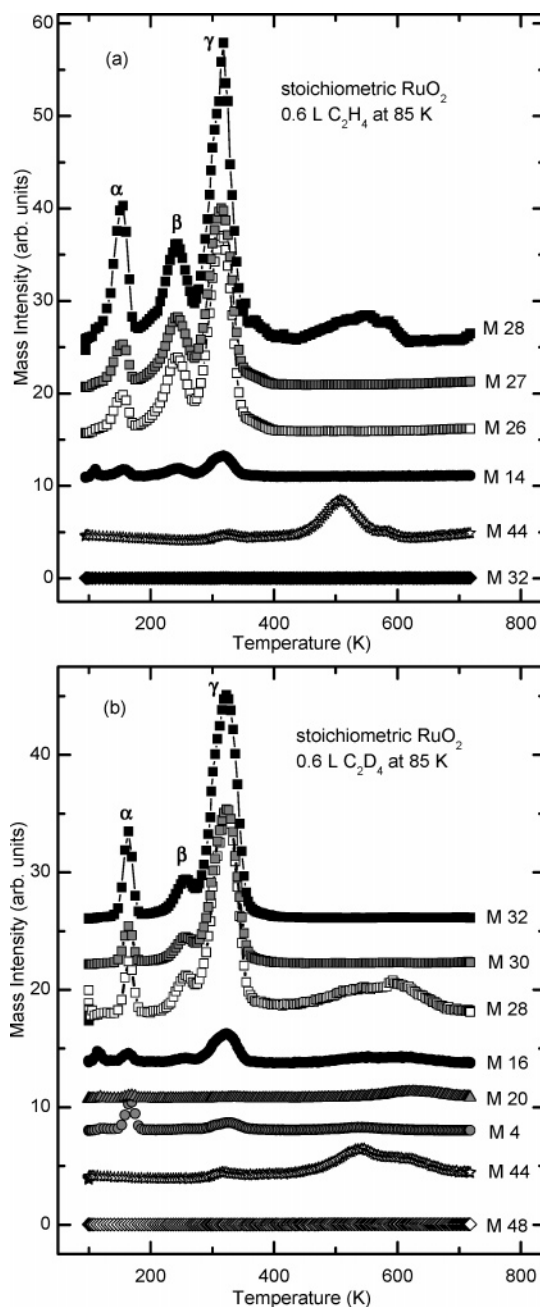 60
γ
(a)
stoichiometric RuO₂
0.6 L C₂H₄ at 85 K
50
α
40
β
30
M 28
M 27
20
M 26
M 14
10
M 44
0
M 32
200 400 600 800
Temperature (K)
Mass Intensity (arb. units)
γ
(b)
stoichiometric RuO₂
0.6 L C₂D₄ at 85 K
40
α
β
30
M 32
M 30
20
M 28
M 16
M 20
10
M 4
M 44
0
M 48
200 400 600 800
Temperature (K)
Mass Intensity (arb. units)